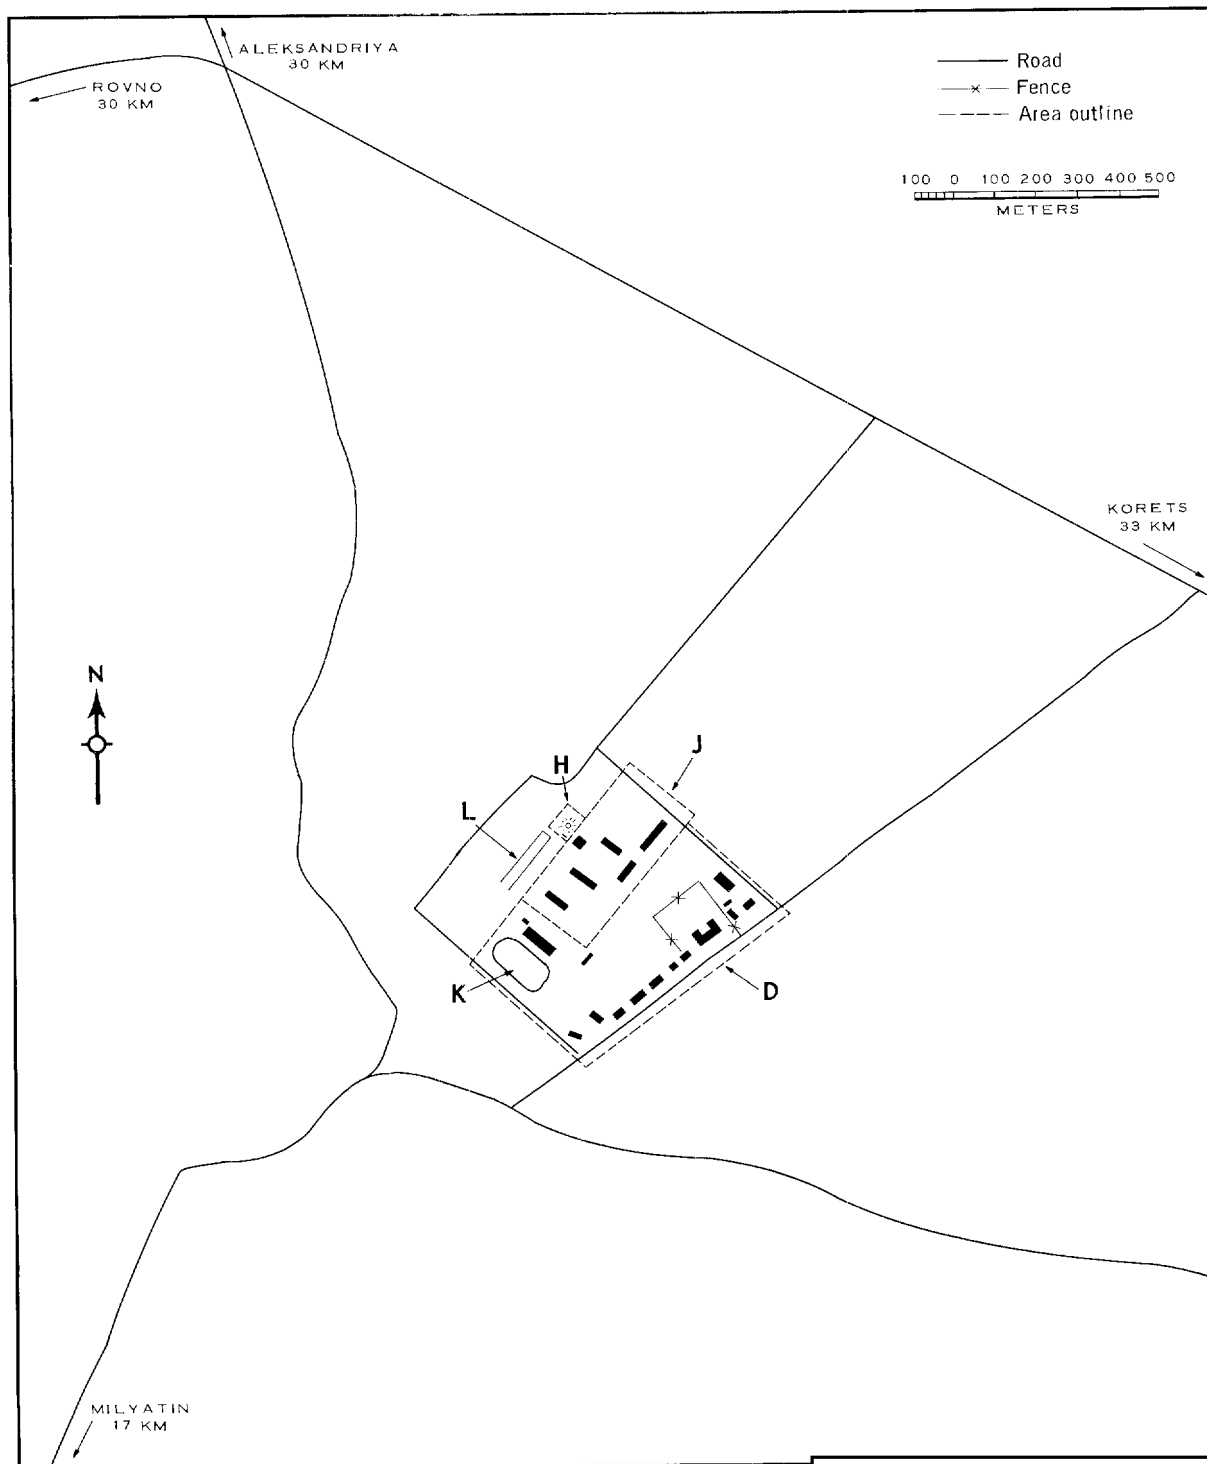 ALEKSANDRIYA
30 KM
ROVNO
30 KM
Road
Fence
Area outline
100 0 100 200 300 400 500
METERS
KORETS
33 KM
N
J
H
L
K
D
MILYATIN
17 KM